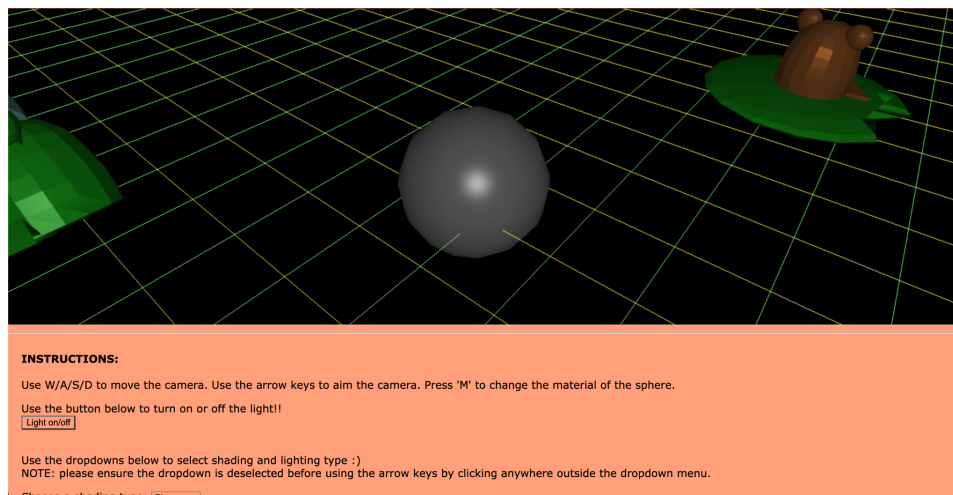 INSTRUCTIONS:
Use W/A/S/D to move the camera. Use the arrow keys to aim the camera. Press 'M' to change the material of the sphere.
Use the button below to turn on or off the light!!
Light on/off
Use the dropdowns below to select shading and lighting type :)
NOTE: please ensure the dropdown is deselected before using the arrow keys by clicking anywhere outside the dropdown menu.
Choose a shading type: